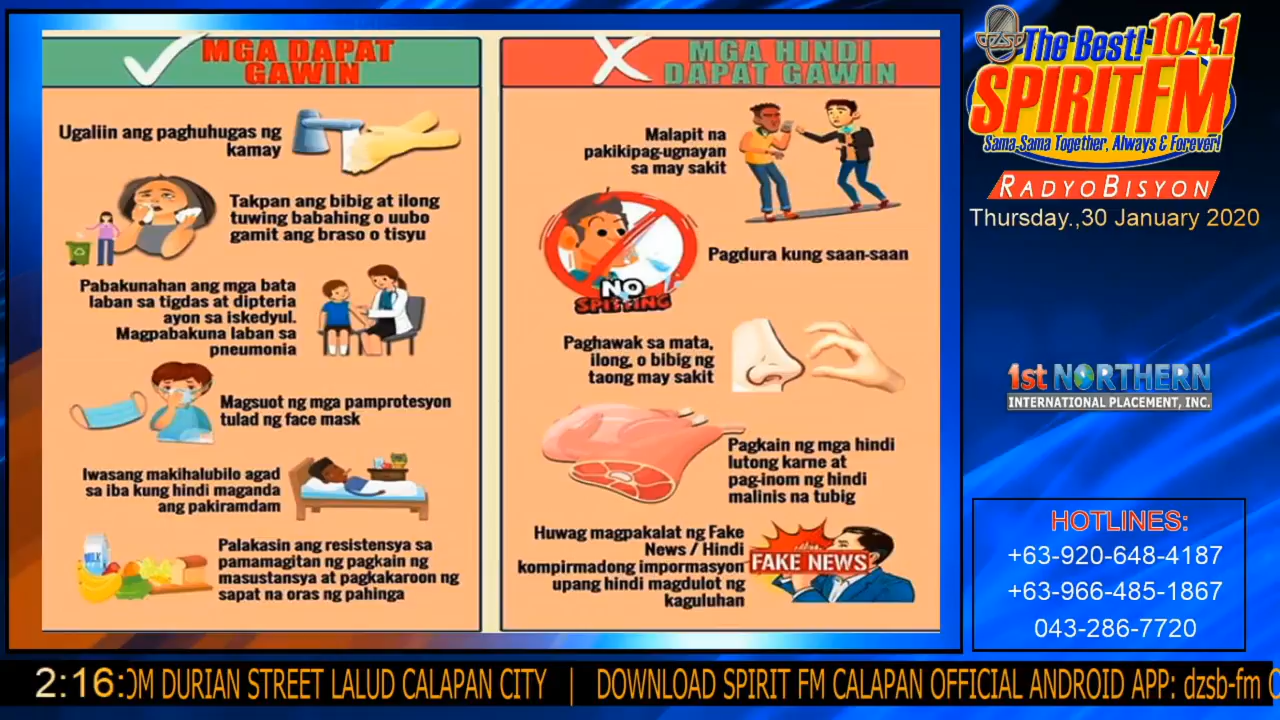 MGA DAPAT
GAWIN
Ugaliin ang paghuhugas ng
kamay
Takpan ang bibig at ilong
tuwing babahing o uubo
gamit ang braso o tisyu
Pabakunahan ang mga bata
laban sa tigdas at dipteria
ayon sa iskedyul.
Magpabakuna laban sa
pneumonia
Magsuot ng mga pamprotesyon
tulad ng face mask
Iwasang makihalubilo agad
sa iba kung hindi maganda
ang pakiramdam
MILK
Palakasin ang resistensya sa
pamamagitan ng pagkain ng
masustansya at pagkakaroon ng
sapat na oras ng pahinga
MGA HINDI
DAPAT GAWIN
Malapit na
pakikipag-ugnayan
sa may sakit
NO
SPITTING
Pagdura kung saan-saan
Paghawak sa mata,
ilong, o bibig ng
taong may sakit
Pagkain ng mga hindi
lutong karne at
pag-inom ng hindi
malinis na tubig
Huwag magpakalat ng Fake
News / Hindi
kompirmadong impormasyon
upang hindi magdulot ng
kaguluhan
FAKE NEWS
The Best! 104.1
SPIRIT FM
Sama-Sama Together, Always & Forever!
RADYOBISYON
Thursday.,30 January 2020
1st NORTHERN
INTERNATIONAL PLACEMENT, INC.
HOTLINES:
+63-920-648-4187
+63-966-485-1867
043-286-7720
2:16: OM DURIAN STREET LALUD CALAPAN CITY | DOWNLOAD SPIRIT FM CALAPAN OFFICIAL ANDROID APP: dzsb-fm